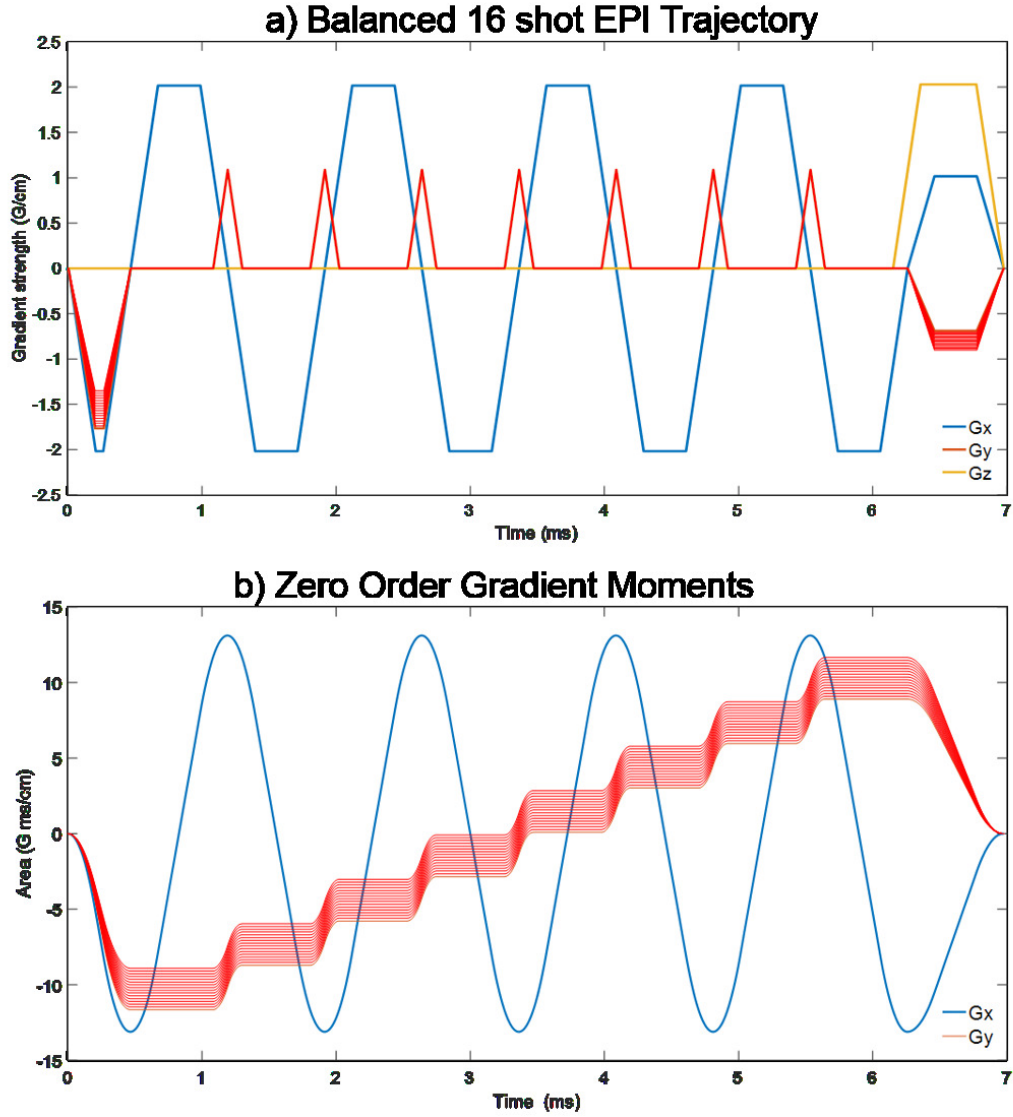 a) Balanced 16 shot EPI Trajectory
Gradient strength (G/cm)
2.5
2
1.5
1
0.5
0
-0.5
-1
-1.5
-2
-2.5
Gx
Gy
Gz
0 1 2 3 4 5 6 7
Time (ms)
b) Zero Order Gradient Moments
Area (G ms/cm)
15
10
5
0
-5
-10
-15
Gx
Gy
0 1 2 3 4 5 6 7
Time (ms)